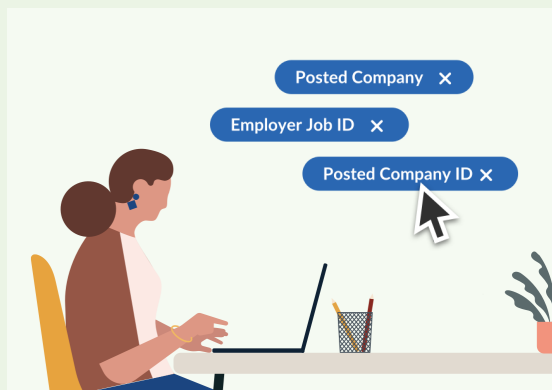 Posted Company ×
Employer Job ID ×
Posted Company ID ×